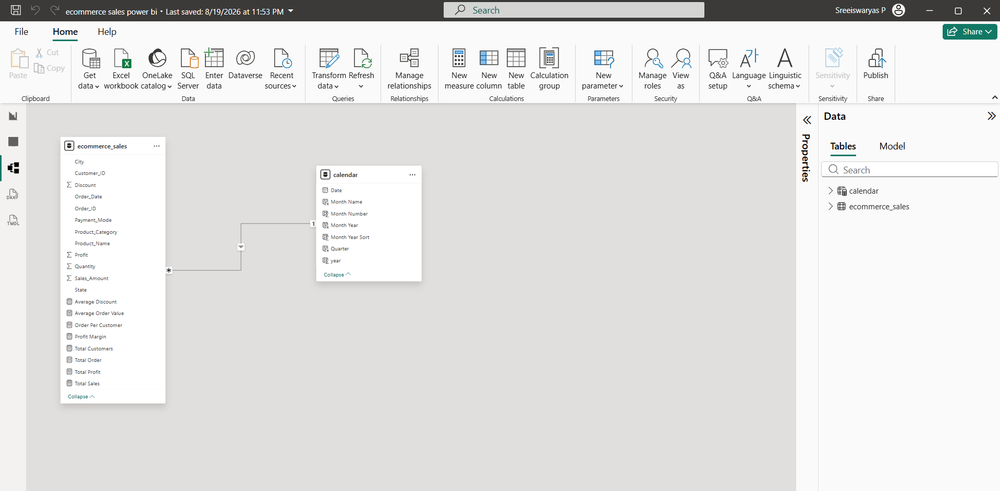 ecommerce sales power bi • Last saved: 8/19/2026 at 11:53 PM
Search
Sreeiswaryas P
File
Home
Help
Share
Paste
Cut
Copy
Clipboard
Get data
Excel workbook
OneLake catalog
SQL Server
Enter data
Dataverse
Recent sources
Data
Transform data
Refresh
Queries
Manage relationships
Relationships
New measure
New column
New table
Calculation group
Calculations
New parameter
Parameters
Manage roles
View as
Security
Q&A setup
Language
Linguistic schema
Q&A
Sensitivity
Sensitivity
Publish
Share
DAX
TMDL
ecommerce_sales
City
Customer_ID
Discount
Order_Date
Order_ID
Payment_Mode
Product_Category
Product_Name
Profit
Quantity
Sales_Amount
State
Average Discount
Average Order Value
Order Per Customer
Profit Margin
Total Customers
Total Order
Total Profit
Total Sales
Collapse
*
1
calendar
Date
Month Name
Month Number
Month Year
Month Year Sort
Quarter
year
Collapse
Properties
Data
Tables
Model
Search
calendar
ecommerce_sales